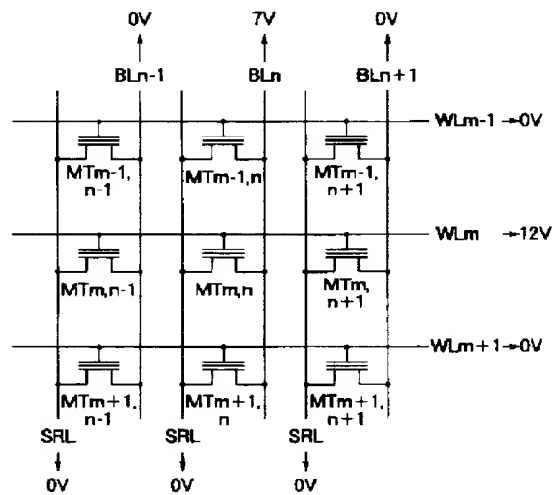 0V 7V 0V
BLn-1 BLn BLn+1
WLm-1 0V
MTm-1, MTm-1,n MTm-1,
n-1 n+1
WLm 12V
MTm,n-1 MTm,n MTm,
n+1
WLm+1 0V
MTm+1, MTm+1, MTm+1,
n-1 n n+1
SRL SRL SRL
0V 0V 0V